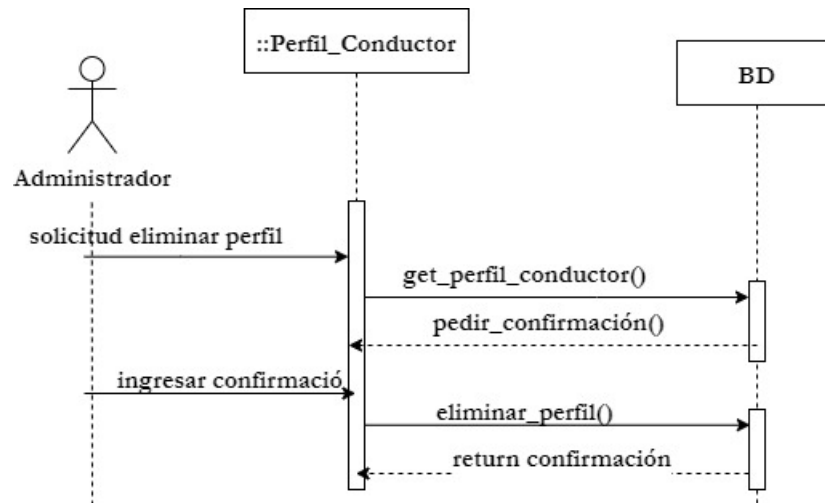 ::Perfil_Conductor
BD
Administrador
solicitud eliminar perfil
get_perfil_conductor()
pedir_confirmación()
ingresar confirmació
eliminar_perfil()
return confirmación